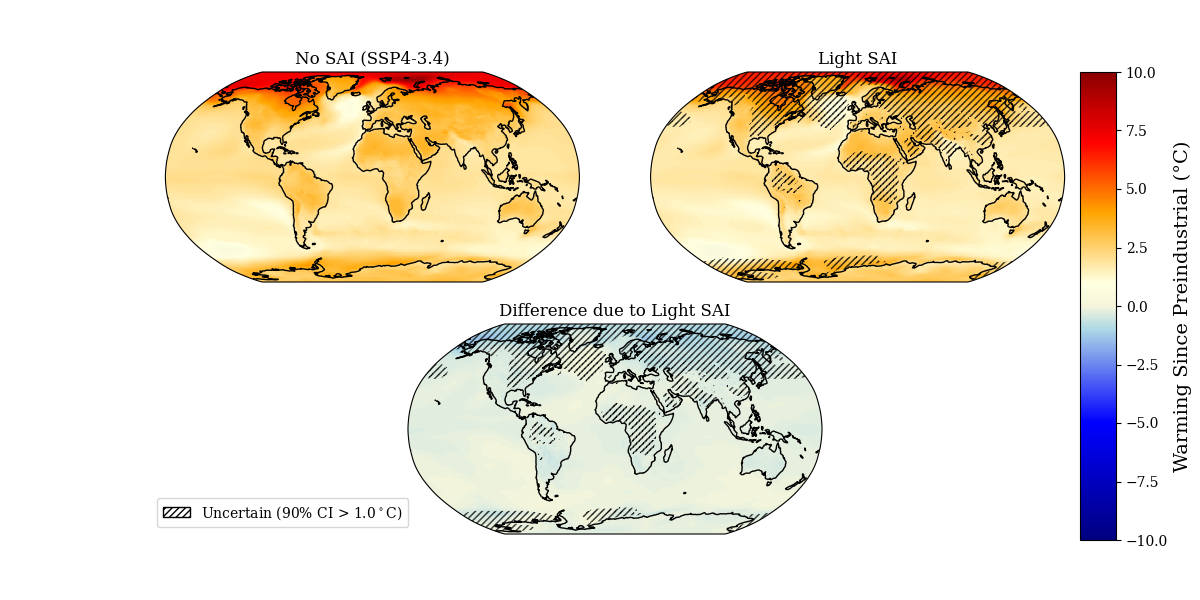 No SAI (SSP4-3.4)
Light SAI
Difference due to Light SAI
Uncertain (90% CI > 1.0°C)
10.0
7.5
5.0
2.5
0.0
−2.5
−5.0
−7.5
−10.0
Warming Since Preindustrial (°C)